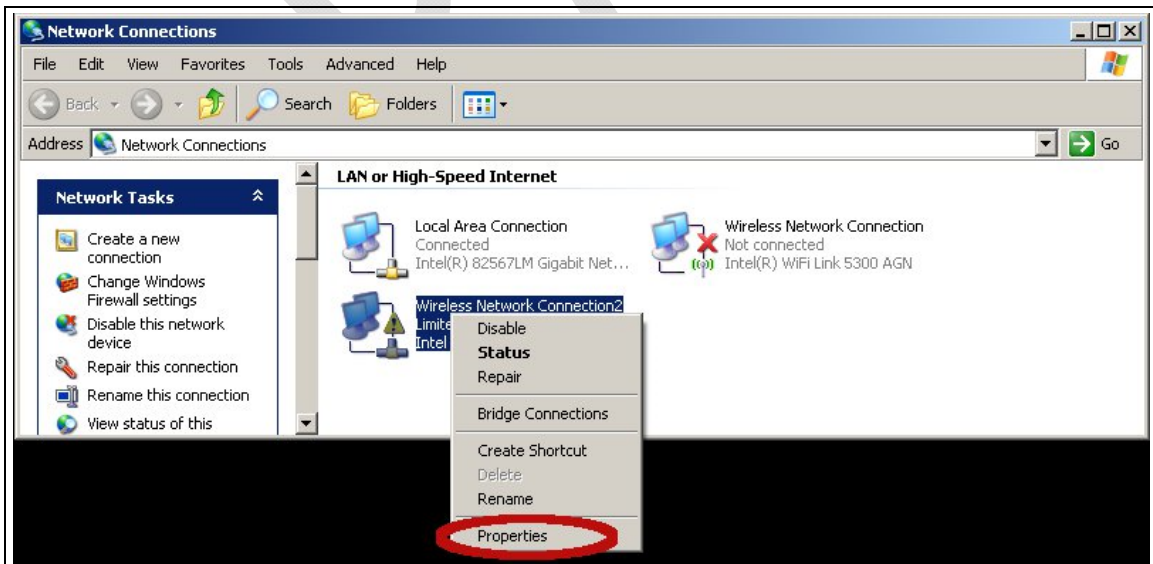 Network Connections
File Edit View Favorites Tools Advanced Help
Back Search Folders
Address Network Connections Go
Network Tasks
Create a new
connection
Change Windows
Firewall settings
Disable this network
device
Repair this connection
Rename this connection
View status of this
LAN or High-Speed Internet
Local Area Connection
Connected
Intel(R) 82567LM Gigabit Net...
Wireless Network Connection
Not connected
Intel(R) WiFi Link 5300 AGN
Wireless Network Connection2
Limite
Intel
Disable
Status
Repair
Bridge Connections
Create Shortcut
Delete
Rename
Properties